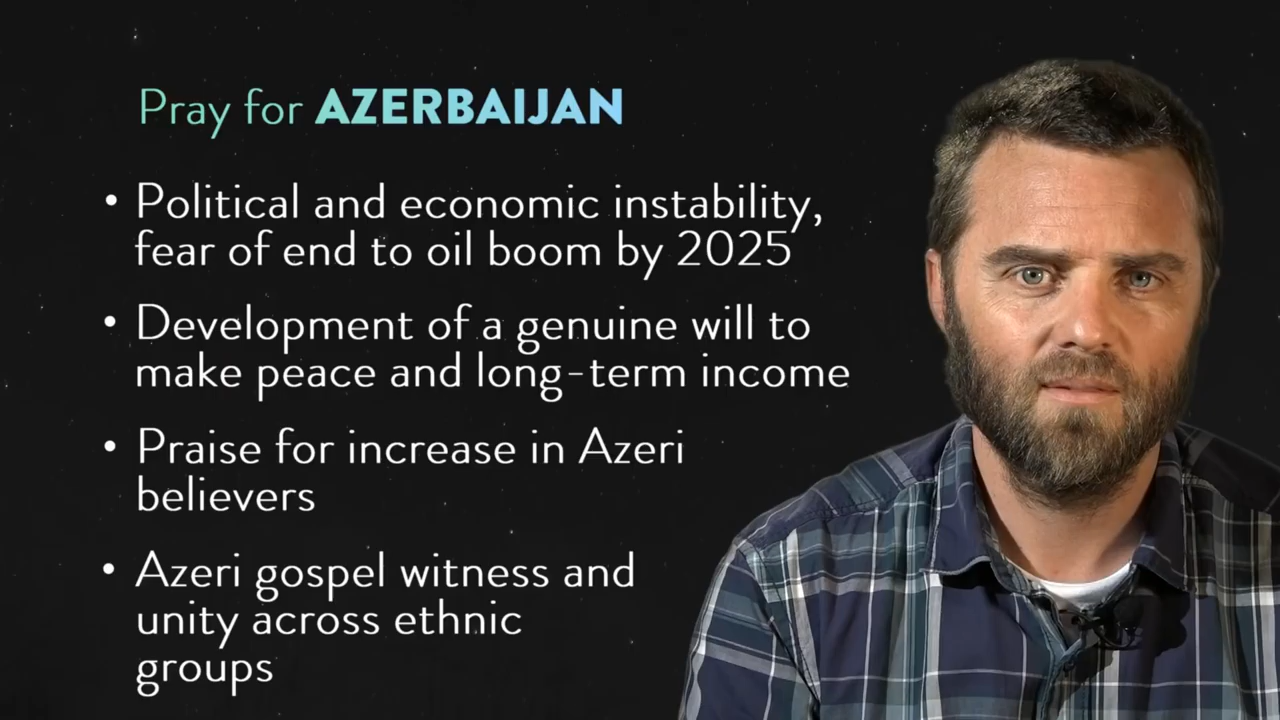 Pray for AZERBAIJAN
• Political and economic instability,
fear of end to oil boom by 2025
• Development of a genuine will to
make peace and long-term income
• Praise for increase in Azeri
believers
• Azeri gospel witness and
unity across ethnic
groups